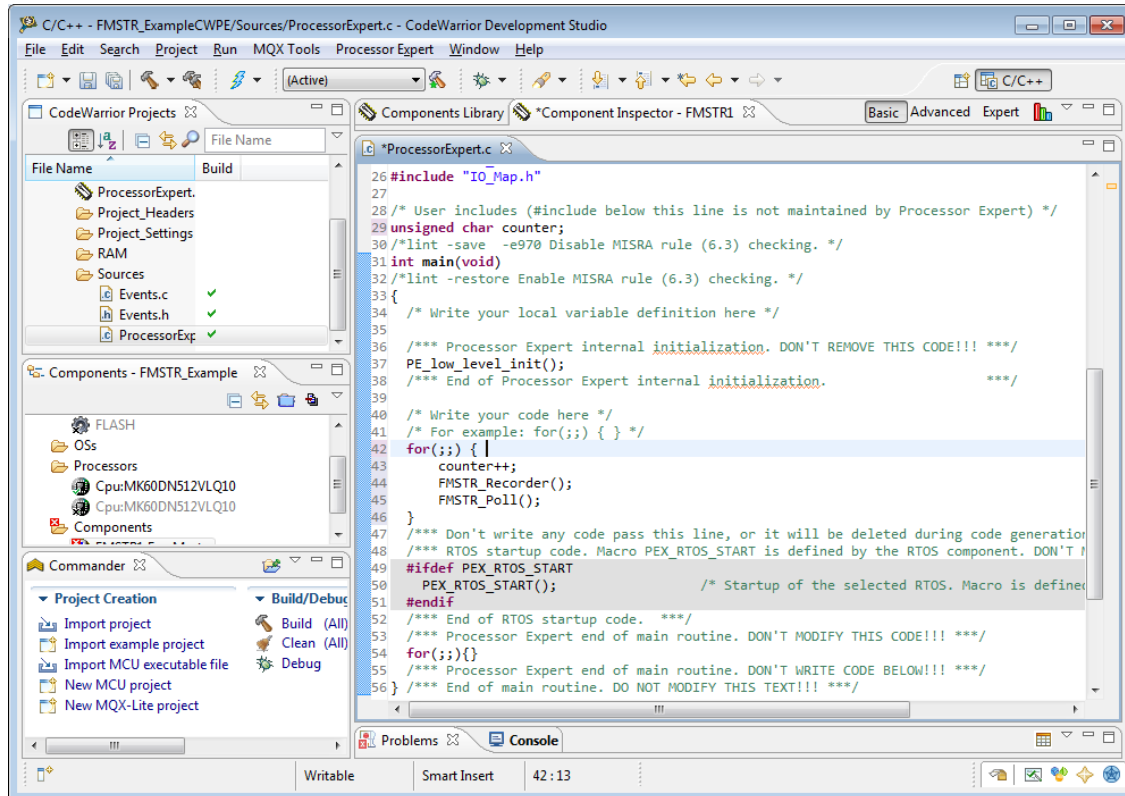 C/C++ - FMSTR_ExampleCWPE/Sources/ProcessorExpert.c - CodeWarrior Development Studio
File Edit Search Project Run MQX Tools Processor Expert Window Help
(Active)
C/C++
CodeWarrior Projects
File Name
File Name Build
ProcessorExpert.
Project_Headers
Project_Settings
RAM
Sources
Events.c
Events.h
ProcessorExp
Components - FMSTR_Example
FLASH
OSs
Processors
Cpu:MK60DN512VLQ10
Cpu:MK60DN512VLQ10
Components
Commander
Project Creation
Import project
Import example project
Import MCU executable file
New MCU project
New MQX-Lite project
Build/Debug
Build (All)
Clean (All)
Debug
Components Library *Component Inspector - FMSTR1 Basic Advanced Expert
*ProcessorExpert.c
26 #include "IO_Map.h"
27
28 /* User includes (#include below this line is not maintained by Processor Expert) */
29 unsigned char counter;
30 /*lint -save -e970 Disable MISRA rule (6.3) checking. */
31 int main(void)
32 /*lint -restore Enable MISRA rule (6.3) checking. */
33 {
34 /* Write your local variable definition here */
35
36 /*** Processor Expert internal initialization. DON'T REMOVE THIS CODE!!! ***/
37 PE_low_level_init();
38 /*** End of Processor Expert internal initialization. ***/
39
40 /* Write your code here */
41 /* For example: for(;;) { } */
42 for(;;) {
43 counter++;
44 FMSTR_Recorder();
45 FMSTR_Poll();
46 }
47 /*** Don't write any code pass this line, or it will be deleted during code generation
48 /*** RTOS startup code. Macro PEX_RTOS_START is defined by the RTOS component. DON'T
49 #ifdef PEX_RTOS_START
50 PEX_RTOS_START(); /* Startup of the selected RTOS. Macro is define
51 #endif
52 /*** End of RTOS startup code. ***/
53 /*** Processor Expert end of main routine. DON'T MODIFY THIS CODE!!! ***/
54 for(;;){}
55 /*** Processor Expert end of main routine. DON'T WRITE CODE BELOW!!! ***/
56 } /*** End of main routine. DO NOT MODIFY THIS TEXT!!! ***/
Problems Console
Writable Smart Insert 42 : 13